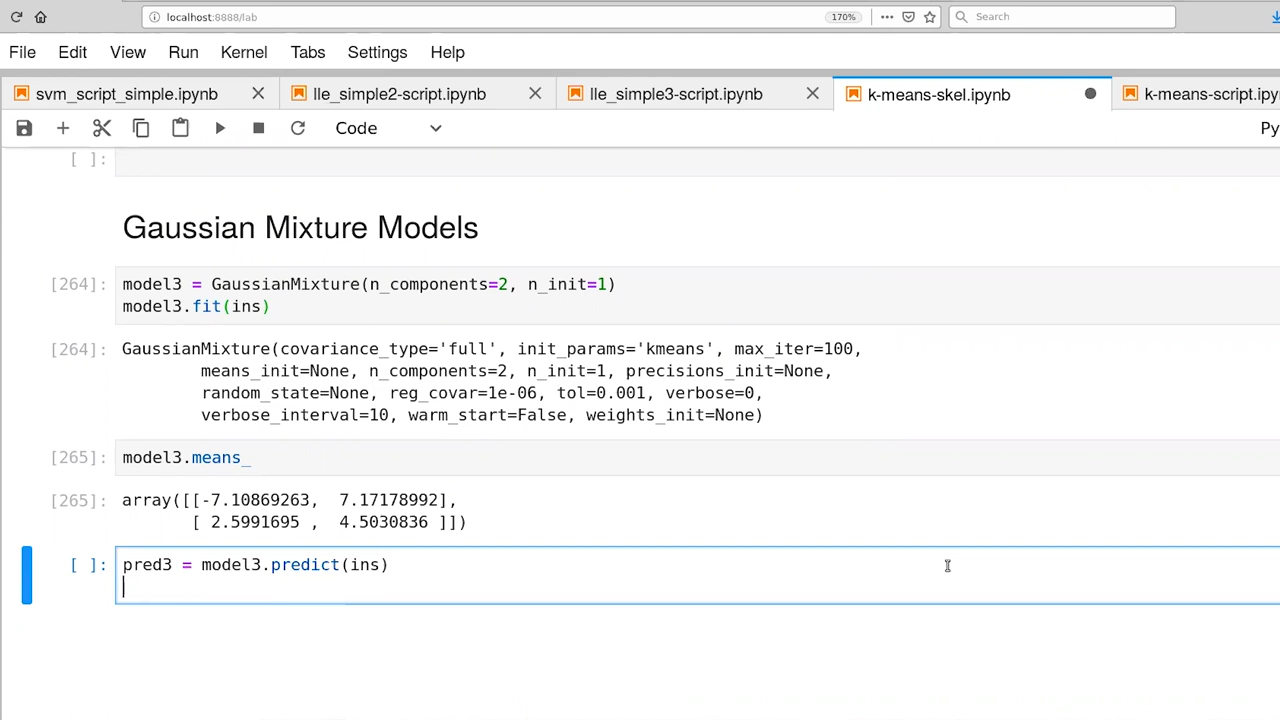 localhost:8888/lab
170%
Search
File Edit View Run Kernel Tabs Settings Help
svm_script_simple.ipynb lle_simple2-script.ipynb lle_simple3-script.ipynb k-means-skel.ipynb k-means-script.ipy
Code
Py
[ ]:
Gaussian Mixture Models
[264]: model3 = GaussianMixture(n_components=2, n_init=1)
model3.fit(ins)
[264]: GaussianMixture(covariance_type='full', init_params='kmeans', max_iter=100,
means_init=None, n_components=2, n_init=1, precisions_init=None,
random_state=None, reg_covar=1e-06, tol=0.001, verbose=0,
verbose_interval=10, warm_start=False, weights_init=None)
[265]: model3.means_
[265]: array([[-7.10869263, 7.17178992],
[ 2.5991695 , 4.5030836 ]])
[ ]: pred3 = model3.predict(ins)